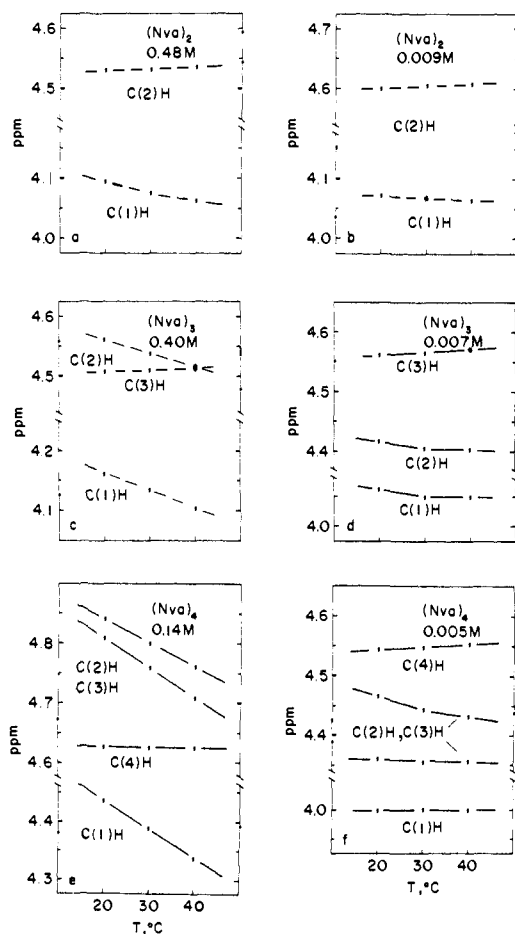 4.6
(Nva)2
0.48M
4.5
C(2)H
ppm
4.1
C(1)H
4.0
a
4.7
(Nva)2
0.009M
4.6
C(2)H
ppm
4.1
C(1)H
4.0
b
4.6
(Nva)3
0.40M
C(2)H
4.5
C(3)H
ppm
4.2
C(1)H
4.1
c
4.6
(Nva)3
0.007M
C(3)H
ppm
4.4
C(2)H
C(1)H
4.0
d
(Nva)4
0.14M
4.8
C(2)H
C(3)H
4.7
ppm
C(4)H
4.6
C(1)H
4.4
4.3
e
20 30 40
T,°C
4.6
(Nva)4
0.005M
4.5
C(4)H
ppm
C(2)H,C(3)H
4.4
4.0
C(1)H
f
20 30 40
T,°C